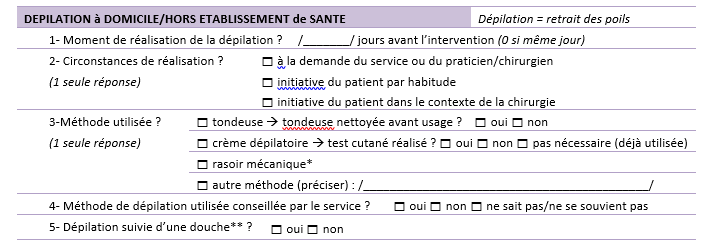 DEPILATION à DOMICILE/HORS ETABLISSEMENT de SANTE Dépilation = retrait des poils
1- Moment de réalisation de la dépilation ? /_______/ jours avant l’intervention (0 si même jour)
2- Circonstances de réalisation ? ☐ à la demande du service ou du praticien/chirurgien
(1 seule réponse) ☐ initiative du patient par habitude
☐ initiative du patient dans le contexte de la chirurgie
3-Méthode utilisée ? ☐ tondeuse → tondeuse nettoyée avant usage ? ☐ oui ☐ non
(1 seule réponse) ☐ crème dépilatoire → test cutané réalisé ? ☐ oui ☐ non ☐ pas nécessaire (déjà utilisée)
☐ rasoir mécanique*
☐ autre méthode (préciser) : /___________________________________________/
4- Méthode de dépilation utilisée conseillée par le service ? ☐ oui ☐ non ☐ ne sait pas/ne se souvient pas
5- Dépilation suivie d’une douche** ? ☐ oui ☐ non